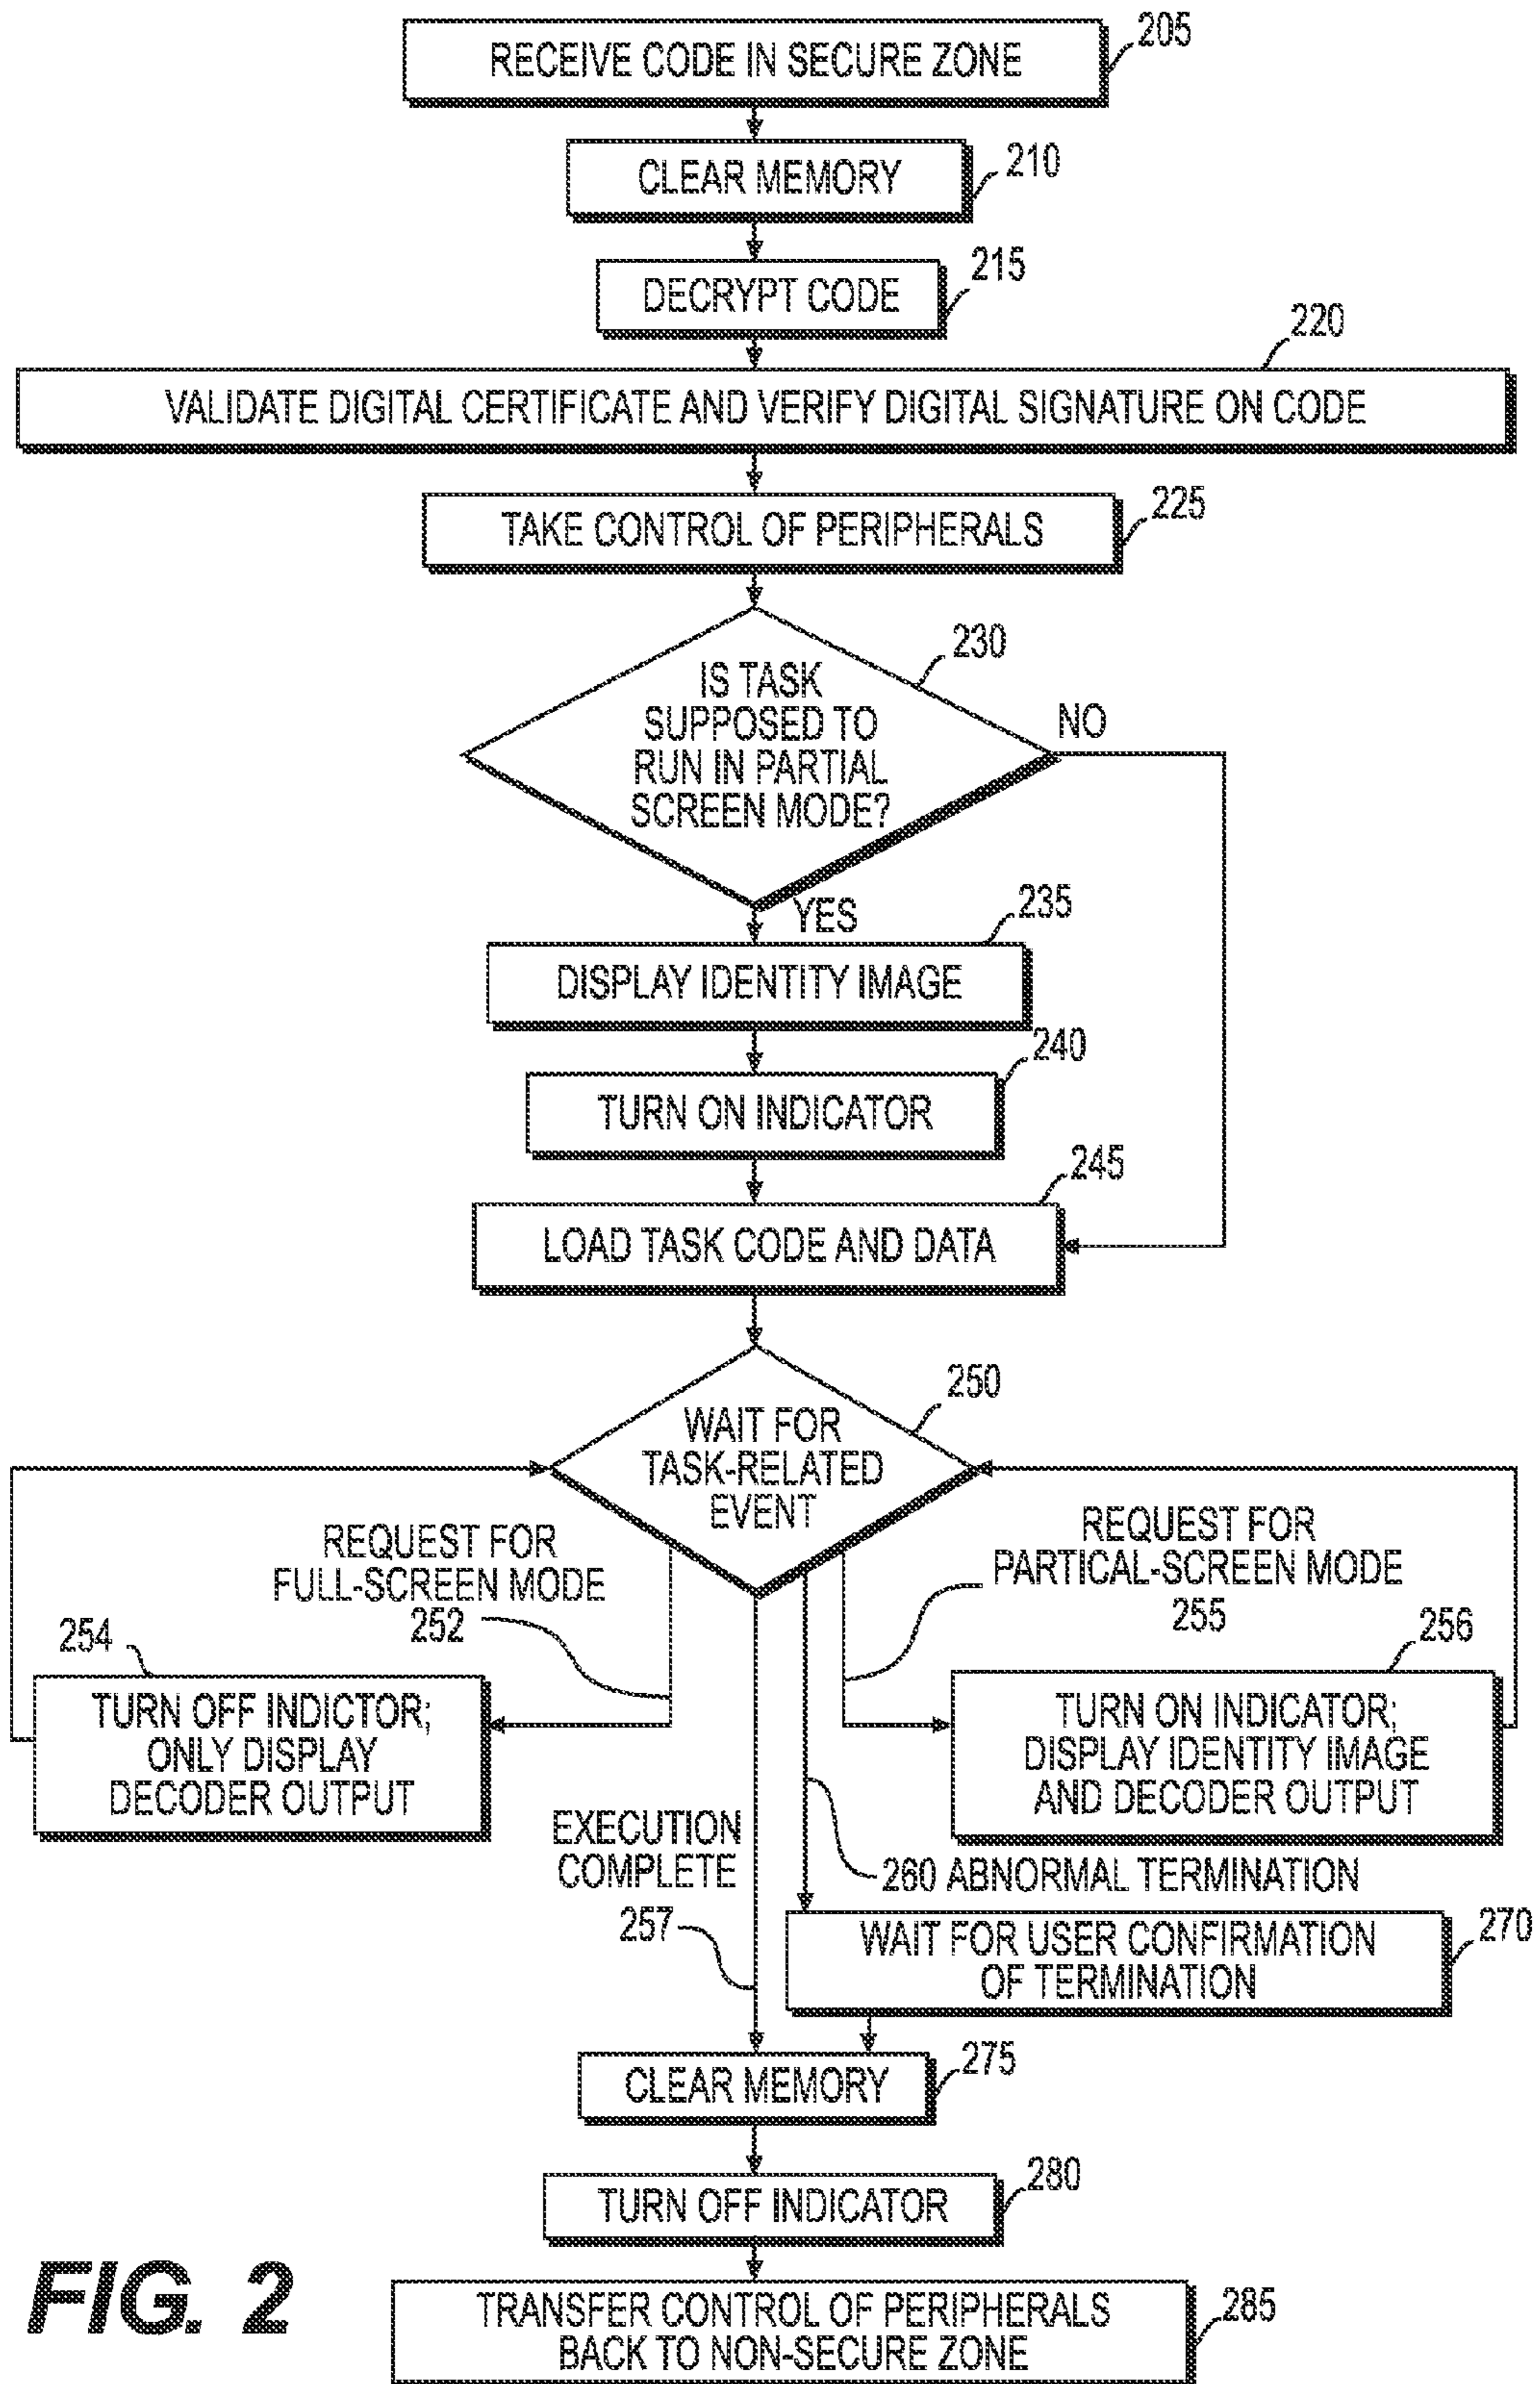 205
RECEIVE CODE IN SECURE ZONE
210
CLEAR MEMORY
215
DECRYPT CODE
220
VALIDATE DIGITAL CERTIFICATE AND VERIFY DIGITAL SIGNATURE ON CODE
225
TAKE CONTROL OF PERIPHERALS
230
IS TASK
SUPPOSED TO
RUN IN PARTIAL
SCREEN MODE?
NO
YES
235
DISPLAY IDENTITY IMAGE
240
TURN ON INDICATOR
245
LOAD TASK CODE AND DATA
250
WAIT FOR
TASK-RELATED
EVENT
REQUEST FOR
FULL-SCREEN MODE
252
REQUEST FOR
PARTICAL-SCREEN MODE
255
254
TURN OFF INDICTOR;
ONLY DISPLAY
DECODER OUTPUT
256
TURN ON INDICATOR;
DISPLAY IDENTITY IMAGE
AND DECODER OUTPUT
EXECUTION
COMPLETE
257
260 ABNORMAL TERMINATION
270
WAIT FOR USER CONFIRMATION
OF TERMINATION
275
CLEAR MEMORY
280
TURN OFF INDICATOR
285
TRANSFER CONTROL OF PERIPHERALS
BACK TO NON-SECURE ZONE
FIG. 2